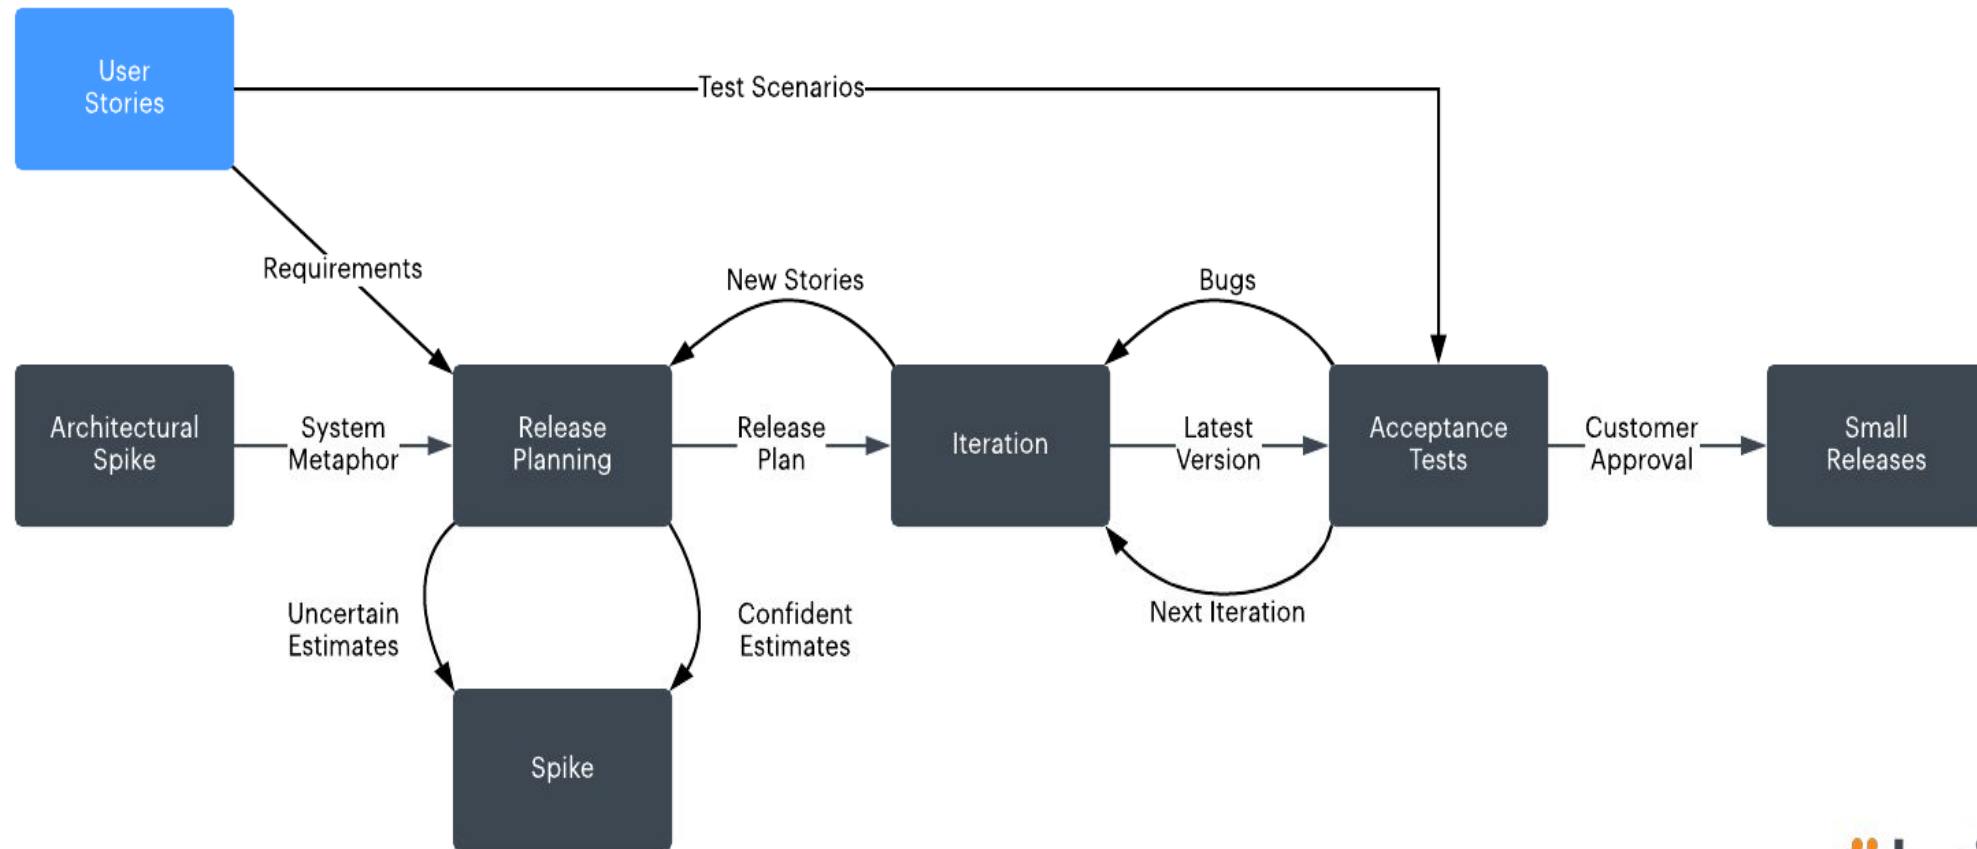 User
Stories
Test Scenarios
Requirements
New Stories
Bugs
Architectural
Spike
System
Metaphor
Release
Planning
Release
Plan
Iteration
Latest
Version
Acceptance
Tests
Customer
Approval
Small
Releases
Uncertain
Estimates
Confident
Estimates
Next Iteration
Spike